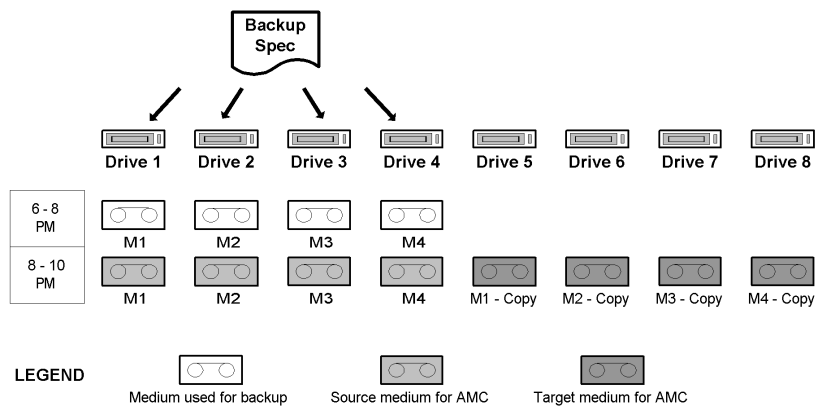 Backup
Spec
Drive 1 Drive 2 Drive 3 Drive 4 Drive 5 Drive 6 Drive 7 Drive 8
6 - 8
PM
M1 M2 M3 M4
8 - 10
PM
M1 M2 M3 M4 M1 - Copy M2 - Copy M3 - Copy M4 - Copy
LEGEND
Medium used for backup Source medium for AMC Target medium for AMC